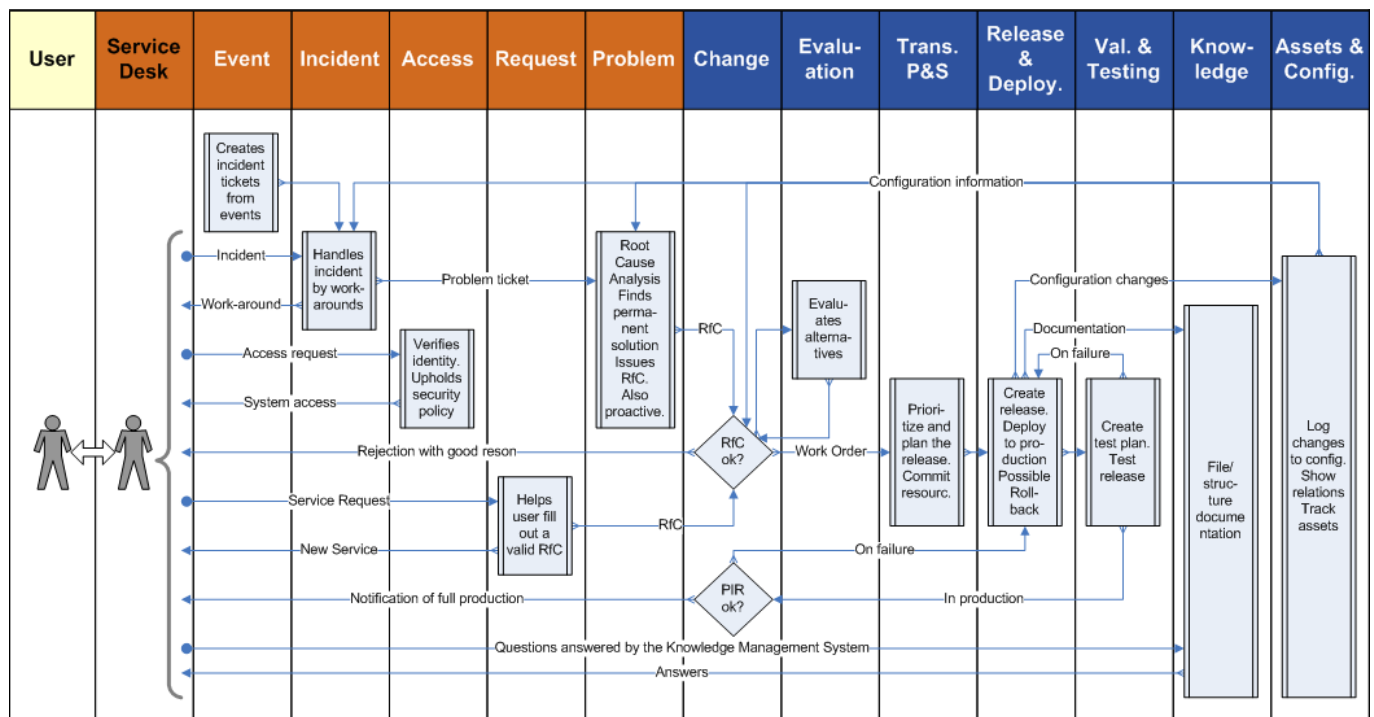 User
Service
Desk
Event
Incident
Access
Request
Problem
Change
Evalu-
ation
Trans.
P&S
Release
&
Deploy.
Val. &
Testing
Know-
ledge
Assets &
Config.
Creates
incident
tickets
from
events
Configuration information
Incident
Handles
incident
by work-
arounds
Work-around
Problem ticket
Root
Cause
Analysis
Finds
perma-
nent
solution
Issues
RfC.
Also
proactive.
RfC
Evalu-
ates
alterna-
tives
Configuration changes
Documentation
On failure
Access request
Verifies
identity.
Upholds
security
policy
System access
Rejection with good reson
RfC
ok?
Work Order
Prioritize and
plan the
release.
Commit
resourc.
Create
release.
Deploy
to pro-
duction
Possible
Roll-
back
Create
test plan.
Test
release
File/
struc-
ture
docume
ntation
Log
changes
to config.
Show
relations
Track
assets
Service Request
Helps
user fill
out a
valid RfC
RfC
New Service
On failure
Notification of full production
PIR
ok?
In production
Questions answered by the Knowledge Management System
Answers